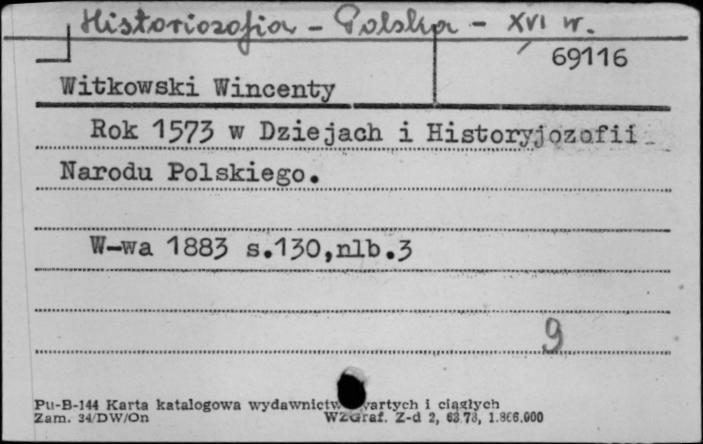 Historiozofia - Polska - XVI w.
69116
Witkowski Wincenty
Rok 1573 w Dziejach i Historyjozofii
Narodu Polskiego.
W-wa 1883 s.130,nlb.3
9
Pu-B-144 Karta katalogowa wydawnictw zwartych i ciągłych
Zam. 34/DW/On WZGraf. Z-d 2, 63.73, 1.866.000